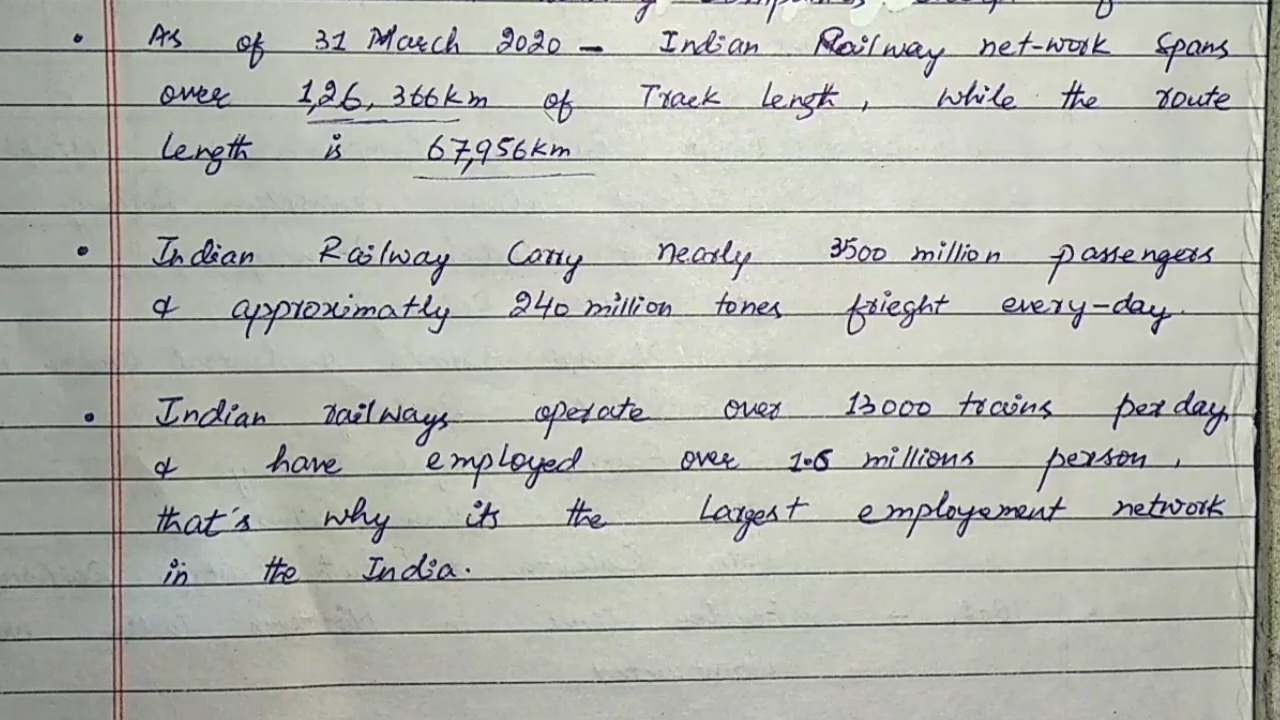 • As of 31 March 2020 - Indian Railway net-work spans
over 1,26,366km of Track length, while the route
length is 67,956km
• Indian Railway Carry nearly 3500 million passengers
& approximatly 240 million tones frieght every-day.
• Indian railways operate over 13000 trains per day,
& have employed over 1.6 millions person,
that's why its the largest employement network
in the India.